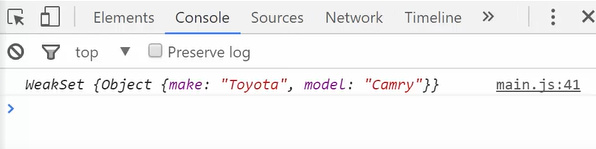 Elements Console Sources Network Timeline »
top ▼ Preserve log
WeakSet {Object {make: "Toyota", model: "Camry"}} main.js:41
>